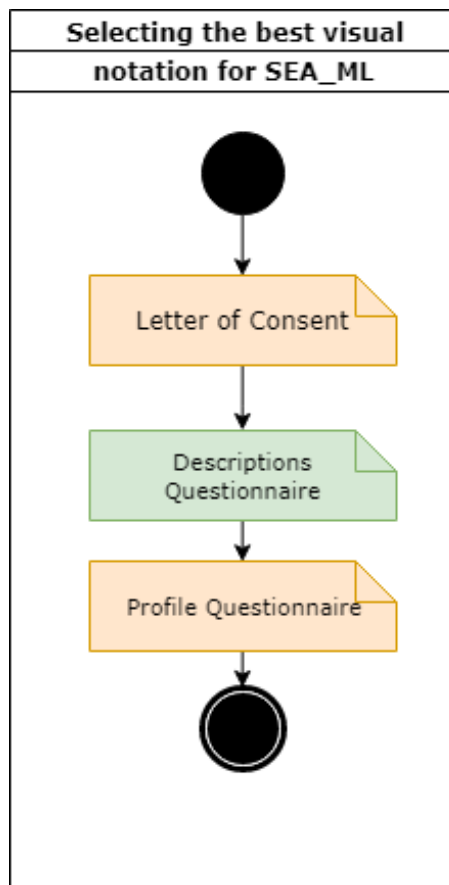 Selecting the best visual
notation for SEA_ML
Letter of Consent
Descriptions
Questionnaire
Profile Questionnaire